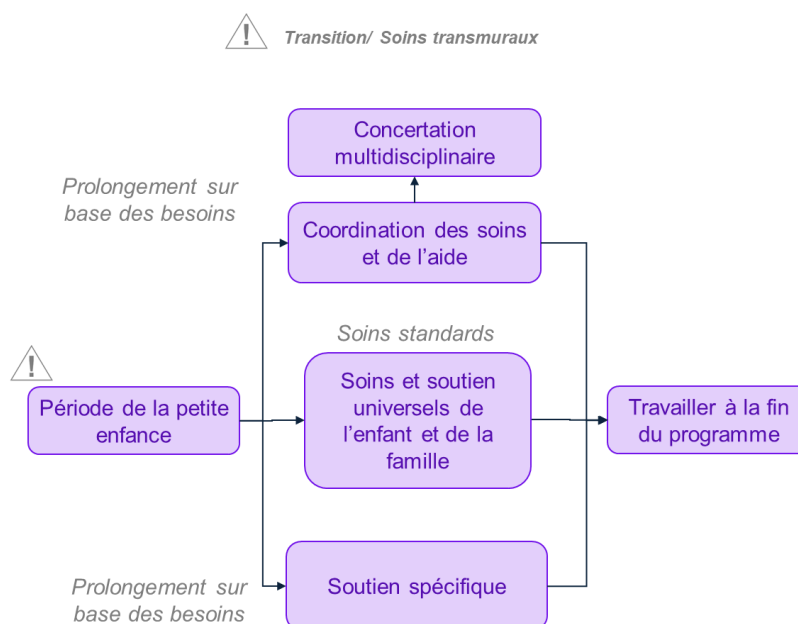 Transition/ Soins transmuraux
Concertation
multidisciplinaire
Prolongement sur
base des besoins
Coordination des soins
et de l'aide
Soins standards
Période de la petite
enfance
Soins et soutien
universels de
l'enfant et de la
famille
Travailler à la fin
du programme
Prolongement sur
base des besoins
Soutien spécifique